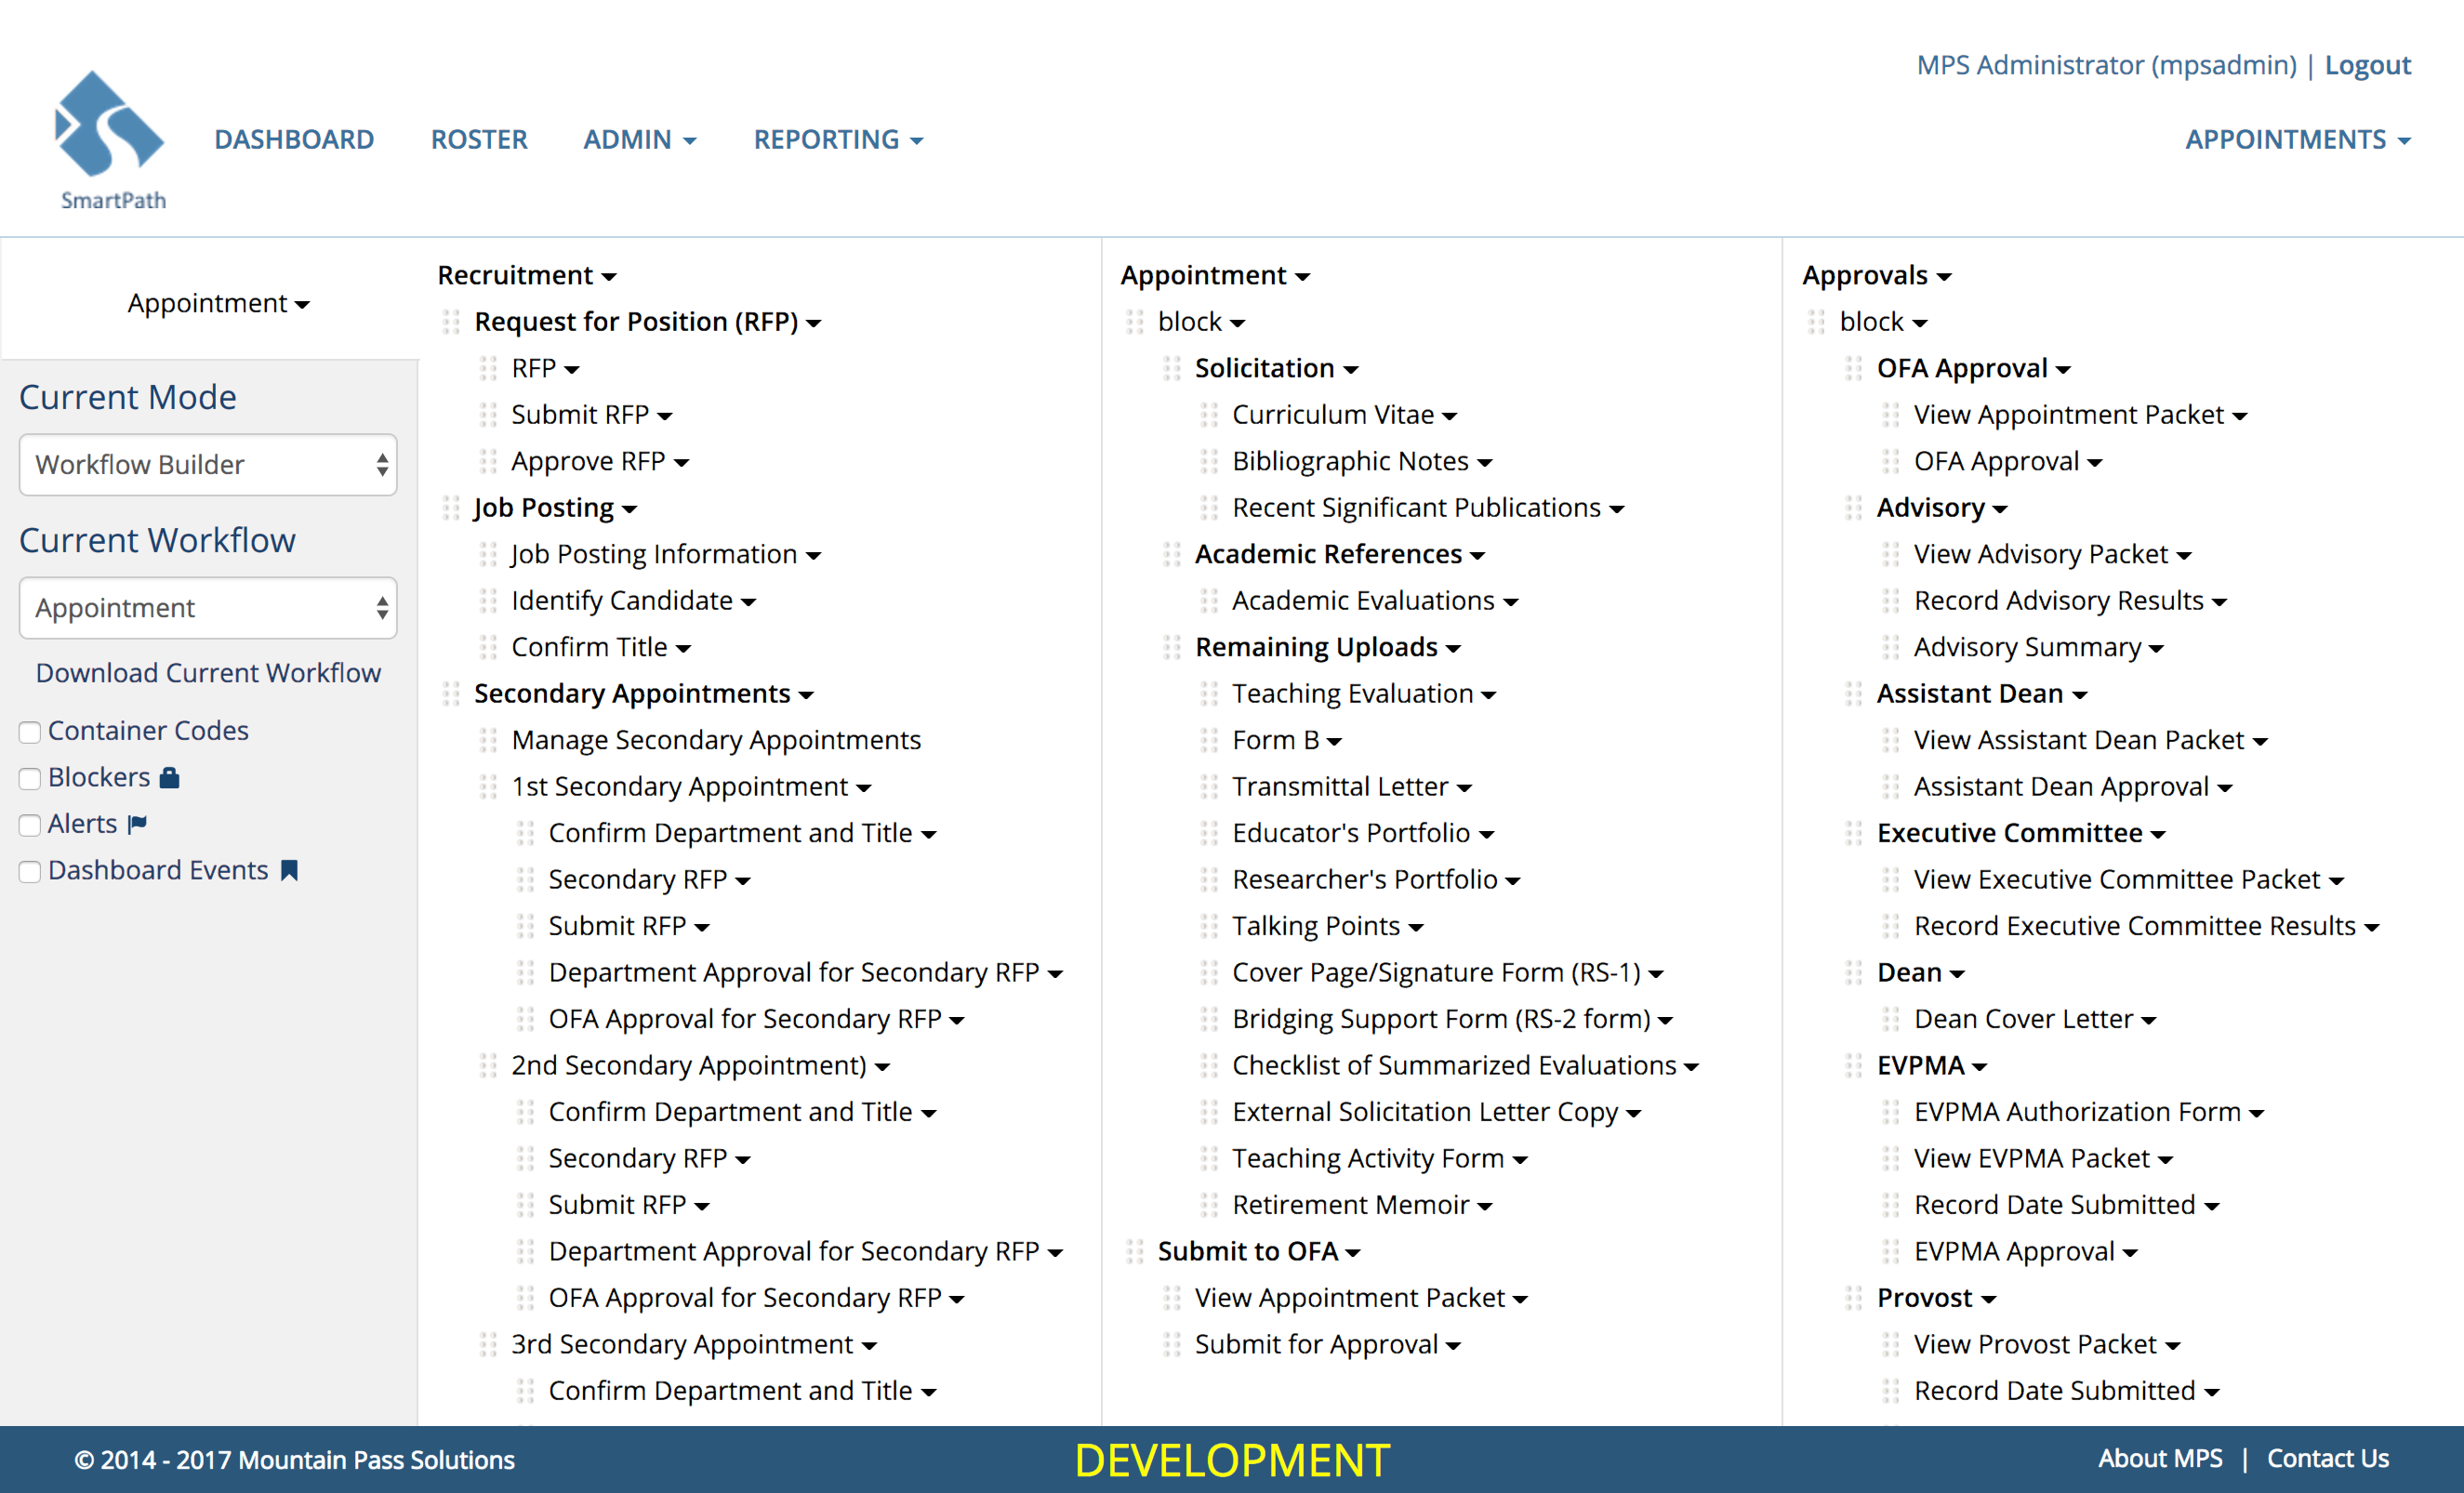 MPS Administrator (mpsadmin) | Logout
SmartPath
DASHBOARD ROSTER ADMIN REPORTING APPOINTMENTS
Appointment
Current Mode
Workflow Builder
Current Workflow
Appointment
Download Current Workflow
Container Codes
Blockers
Alerts
Dashboard Events
Recruitment
Request for Position (RFP)
RFP
Submit RFP
Approve RFP
Job Posting
Job Posting Information
Identify Candidate
Confirm Title
Secondary Appointments
Manage Secondary Appointments
1st Secondary Appointment
Confirm Department and Title
Secondary RFP
Submit RFP
Department Approval for Secondary RFP
OFA Approval for Secondary RFP
2nd Secondary Appointment)
Confirm Department and Title
Secondary RFP
Submit RFP
Department Approval for Secondary RFP
OFA Approval for Secondary RFP
3rd Secondary Appointment
Confirm Department and Title
Appointment
block
Solicitation
Curriculum Vitae
Bibliographic Notes
Recent Significant Publications
Academic References
Academic Evaluations
Remaining Uploads
Teaching Evaluation
Form B
Transmittal Letter
Educator's Portfolio
Researcher's Portfolio
Talking Points
Cover Page/Signature Form (RS-1)
Bridging Support Form (RS-2 form)
Checklist of Summarized Evaluations
External Solicitation Letter Copy
Teaching Activity Form
Retirement Memoir
Submit to OFA
View Appointment Packet
Submit for Approval
Approvals
block
OFA Approval
View Appointment Packet
OFA Approval
Advisory
View Advisory Packet
Record Advisory Results
Advisory Summary
Assistant Dean
View Assistant Dean Packet
Assistant Dean Approval
Executive Committee
View Executive Committee Packet
Record Executive Committee Results
Dean
Dean Cover Letter
EVPMA
EVPMA Authorization Form
View EVPMA Packet
Record Date Submitted
EVPMA Approval
Provost
View Provost Packet
Record Date Submitted
© 2014 - 2017 Mountain Pass Solutions
DEVELOPMENT
About MPS | Contact Us